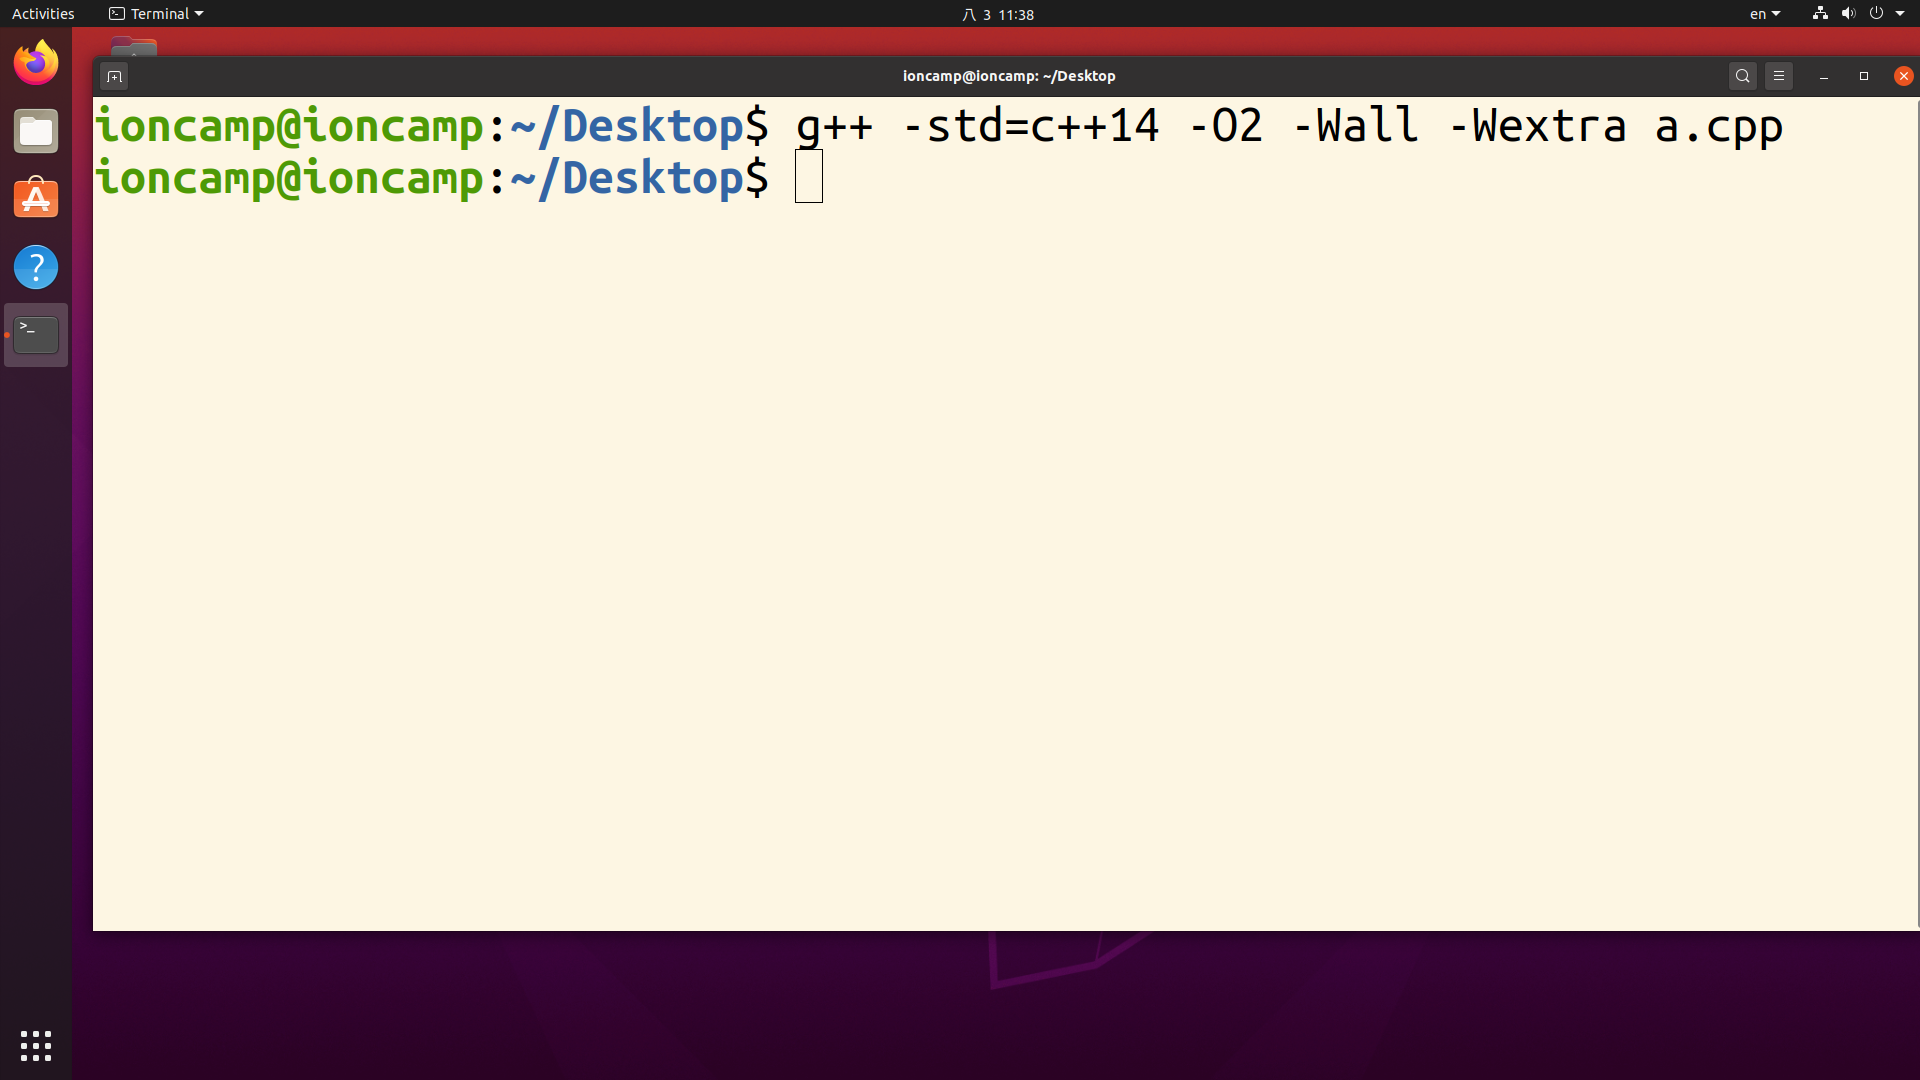 Activities
Terminal
八 3 11:38
en
ioncamp@ioncamp: ~/Desktop
ioncamp@ioncamp:~/Desktop$ g++ -std=c++14 -O2 -Wall -Wextra a.cpp
ioncamp@ioncamp:~/Desktop$